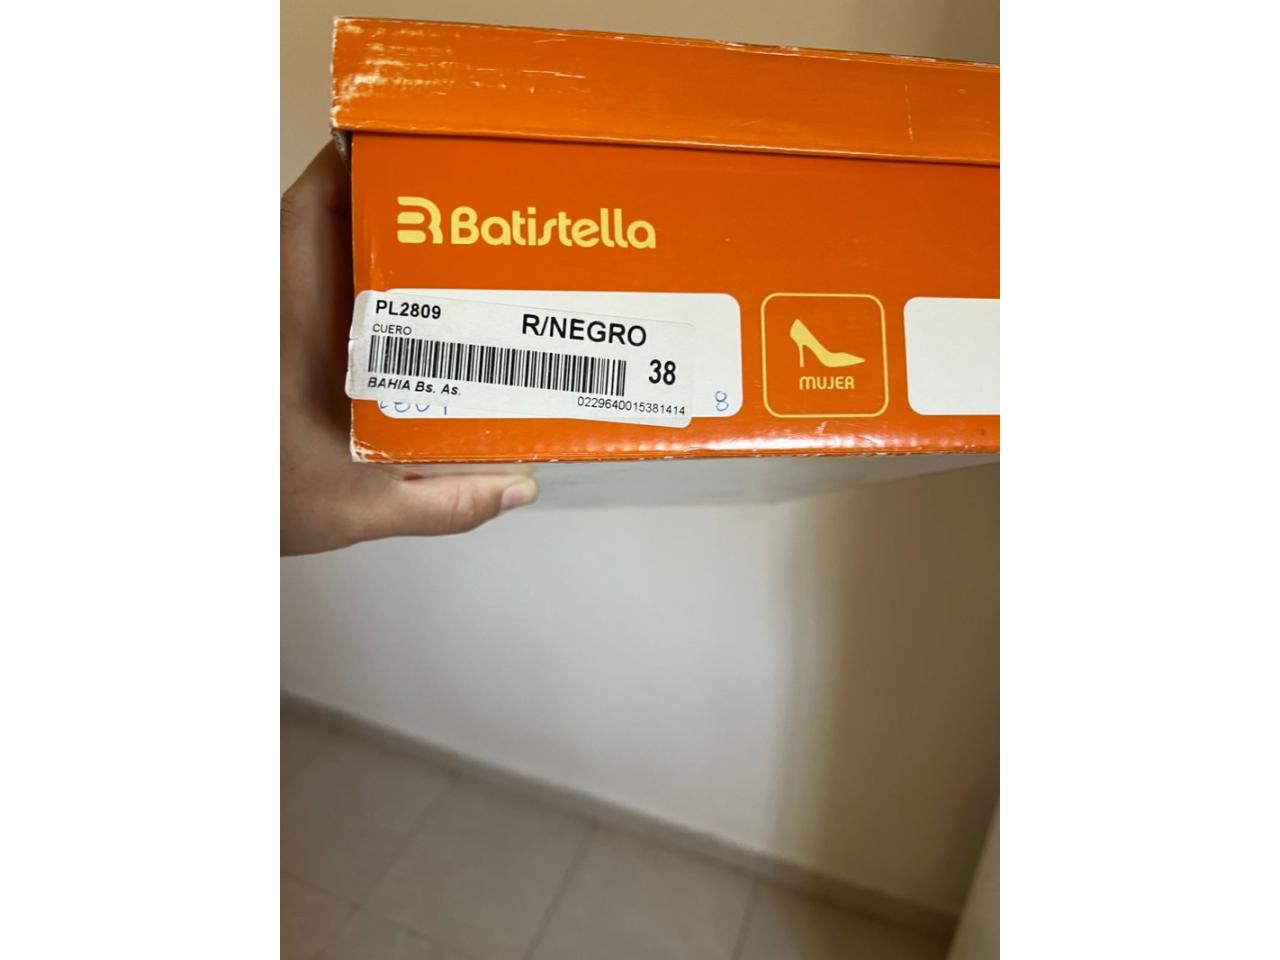 Batistella
PL2809
CUERO
R/NEGRO
38
BAHIA Bs. As.
0229640015381414
8
MUJER